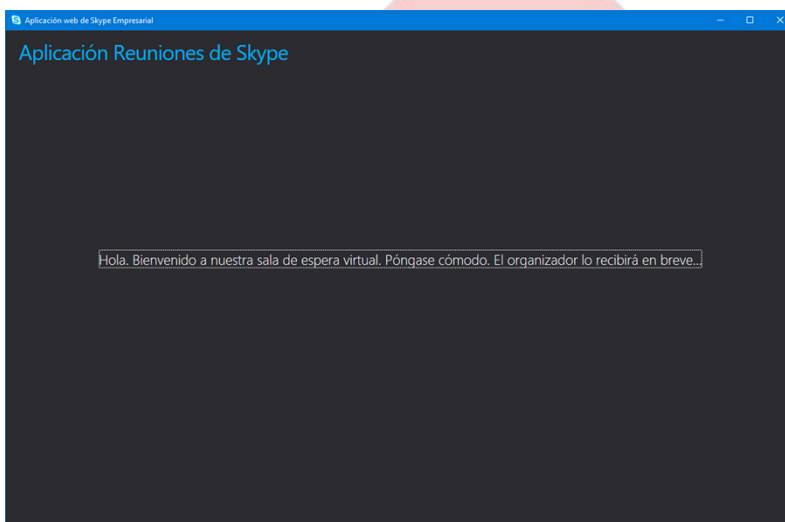 Aplicación web de Skype Empresarial
Aplicación Reuniones de Skype
Hola. Bienvenido a nuestra sala de espera virtual. Póngase cómodo. El organizador lo recibirá en breve...